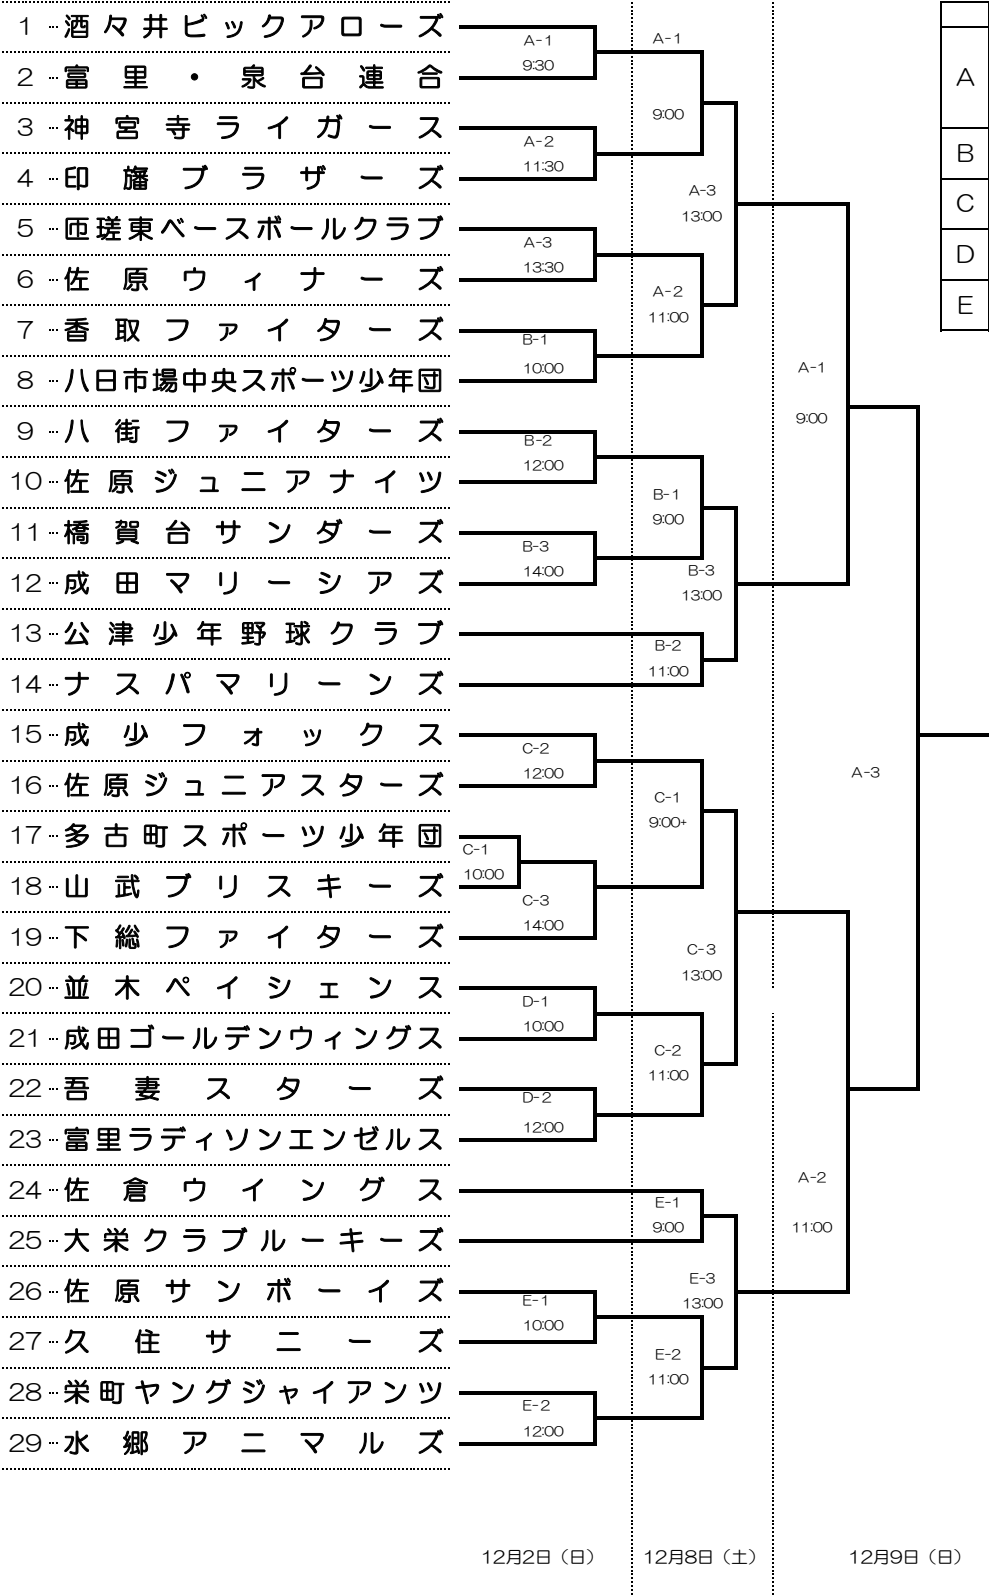 1 … 酒々井ビックアローズ
2 … 富里・泉台連合
3 … 神宮寺ライガース
4 … 印旛ブラザーズ
5 … 匝瑳東ベースボールクラブ
6 … 佐原ウィナーズ
7 … 香取ファイターズ
8 … 八日市場中央スポーツ少年団
9 … 八街ファイターズ
10 … 佐原ジュニアナイツ
11 … 橋賀台サンダーズ
12 … 成田マリーシアズ
13 … 公津少年野球クラブ
14 … ナスパマリーンズ
15 … 成少フォックス
16 … 佐原ジュニアスターズ
17 … 多古町スポーツ少年団
18 … 山武ブリスキーズ
19 … 下総ファイターズ
20 … 並木ペイシェンス
21 … 成田ゴールデンウィングス
22 … 吾妻スターズ
23 … 富里ラディソンエンゼルス
24 … 佐倉ウイングス
25 … 大栄クラブルーキーズ
26 … 佐原サンボーイズ
27 … 久住サニーズ
28 … 栄町ヤングジャイアンツ
29 … 水郷アニマルズ
A-1
9:30
A-2
11:30
A-3
13:30
B-1
10:00
B-2
12:00
B-3
14:00
C-2
12:00
C-1
10:00
C-3
14:00
D-1
10:00
D-2
12:00
E-1
10:00
E-2
12:00
A-1
9:00
A-3
13:00
A-2
11:00
B-1
9:00
B-3
13:00
B-2
11:00
C-1
9:00+
C-3
13:00
C-2
11:00
E-1
9:00
E-3
13:00
E-2
11:00
A-1
9:00
A-3
A-2
11:00
A
B
C
D
E
12月2日（日）
12月8日（土）
12月9日（日）